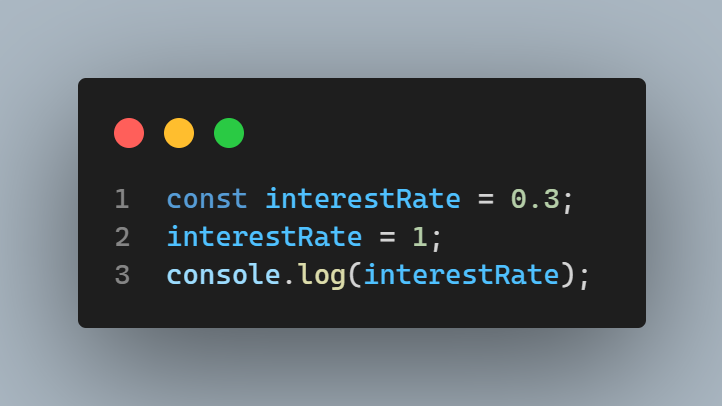 1 const interestRate = 0.3;
2 interestRate = 1;
3 console.log(interestRate);